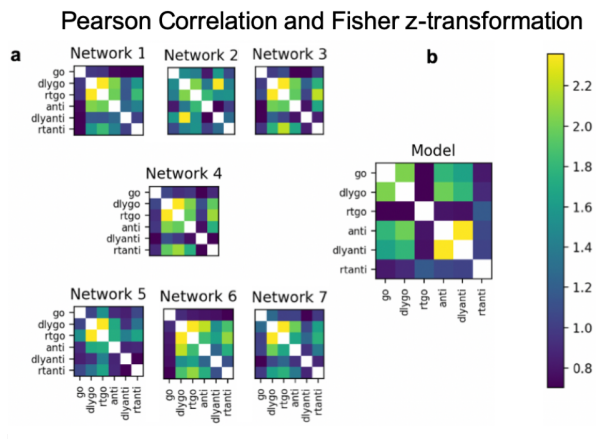 Pearson Correlation and Fisher z-transformation
a
Network 1
Network 2
Network 3
go
dlygo
rtgo
anti
dlyanti
rtanti
Network 4
go
dlygo
rtgo
anti
dlyanti
rtanti
Network 5
Network 6
Network 7
go
dlygo
rtgo
anti
dlyanti
rtanti
go
dlygo
rtgo
anti
dlyanti
rtanti
go
dlygo
rtgo
anti
dlyanti
rtanti
go
dlygo
rtgo
anti
dlyanti
rtanti
b
Model
go
dlygo
rtgo
anti
dlyanti
rtanti
go
dlygo
rtgo
anti
dlyanti
rtanti
2.2
2.0
1.8
1.6
1.4
1.2
1.0
0.8